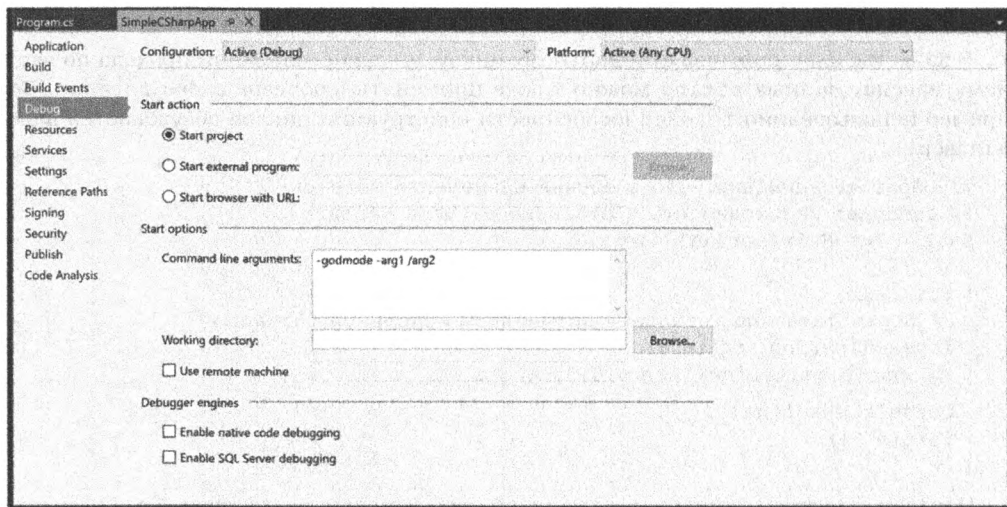 Program.cs SimpleCSharpApp
Application
Build
Build Events
Debug
Resources
Services
Settings
Reference Paths
Signing
Security
Publish
Code Analysis
Configuration: Active (Debug) Platform: Active (Any CPU)
Start action
Start project
Start external program: Browse...
Start browser with URL:
Start options
Command line arguments: -godmode -arg1 /arg2
Working directory: Browse...
Use remote machine
Debugger engines
Enable native code debugging
Enable SQL Server debugging